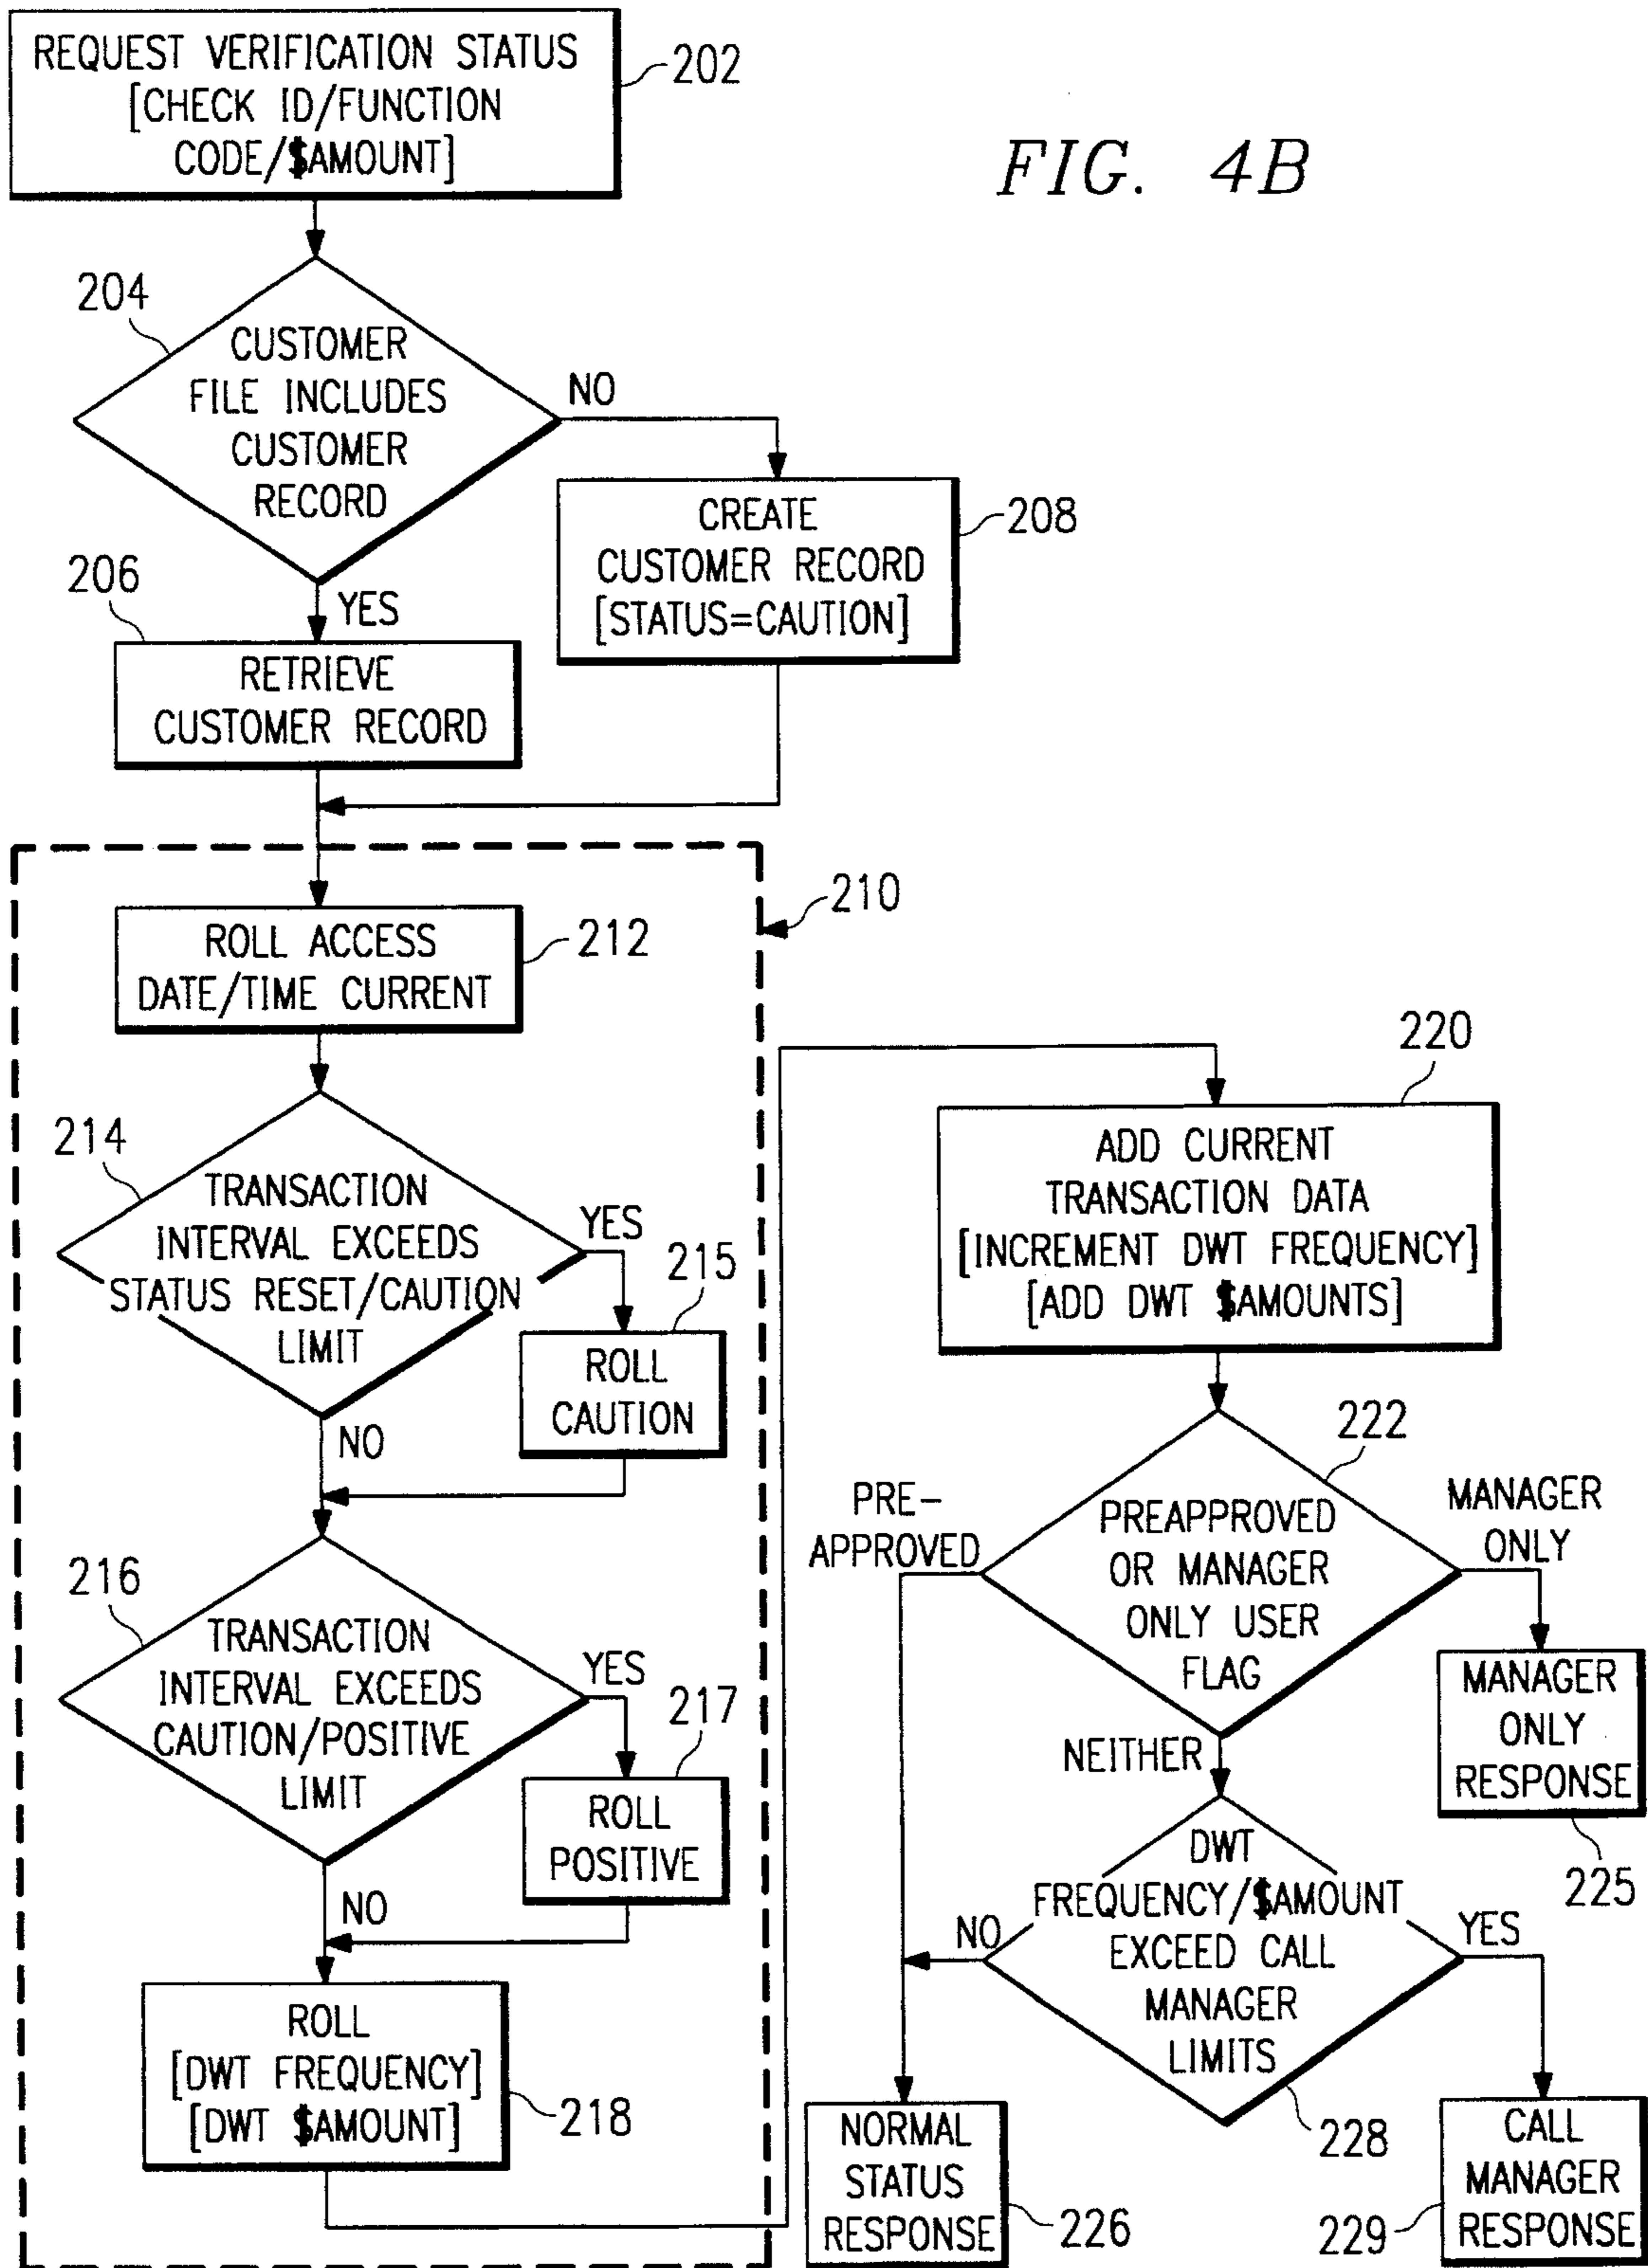 FIG. 4B
REQUEST VERIFICATION STATUS
[CHECK ID/FUNCTION
CODE/$AMOUNT]
202
204
CUSTOMER
FILE INCLUDES
CUSTOMER
RECORD
NO
YES
206
RETRIEVE
CUSTOMER RECORD
CREATE
CUSTOMER RECORD
[STATUS=CAUTION]
208
210
ROLL ACCESS
DATE/TIME CURRENT
212
214
TRANSACTION
INTERVAL EXCEEDS
STATUS RESET/CAUTION
LIMIT
YES
215
ROLL
CAUTION
NO
216
TRANSACTION
INTERVAL EXCEEDS
CAUTION/POSITIVE
LIMIT
YES
217
ROLL
POSITIVE
NO
ROLL
[DWT FREQUENCY]
[DWT $AMOUNT]
218
220
ADD CURRENT
TRANSACTION DATA
[INCREMENT DWT FREQUENCY]
[ADD DWT $AMOUNTS]
222
PREAPPROVED
OR MANAGER
ONLY USER
FLAG
PRE-
APPROVED
MANAGER
ONLY
MANAGER
ONLY
RESPONSE
225
NEITHER
DWT
FREQUENCY/$AMOUNT
EXCEED CALL
MANAGER
LIMITS
228
NO
YES
NORMAL
STATUS
RESPONSE
226
CALL
MANAGER
RESPONSE
229